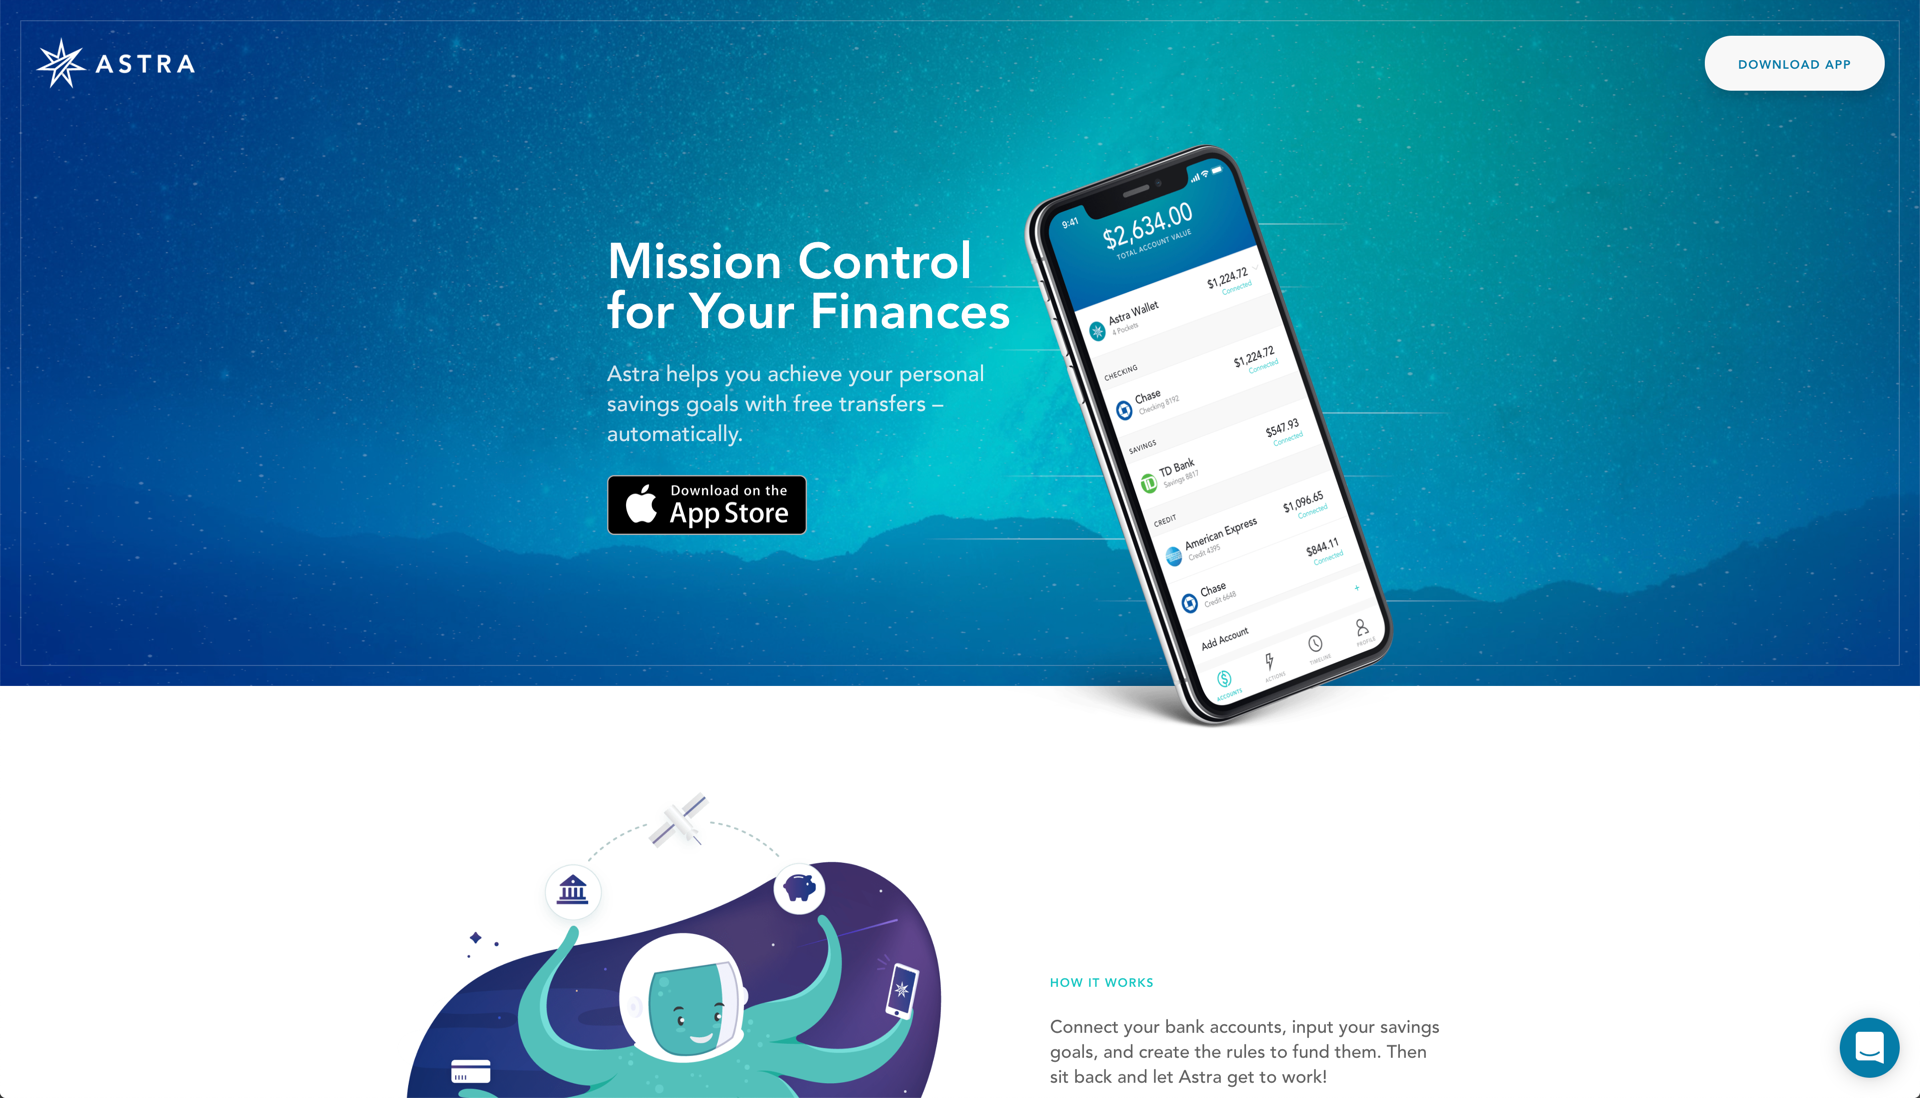 ASTRA
DOWNLOAD APP
Mission Control
for Your Finances
Astra helps you achieve your personal
savings goals with free transfers –
automatically.
Download on the
App Store
9:41
$2,634.00
TOTAL ACCOUNT VALUE
Astra Wallet
4 Pockets
$1,224.72
Connected
CHECKING
Chase
Checking 8192
$1,224.72
Connected
SAVINGS
TD Bank
Savings 8817
$547.93
Connected
CREDIT
American Express
Credit 4395
$1,096.65
Connected
Chase
Credit 6648
$844.11
Connected
Add Account
+
ACCOUNTS
ACTIONS
TIMELINE
PROFILE
HOW IT WORKS
Connect your bank accounts, input your savings
goals, and create the rules to fund them. Then
sit back and let Astra get to work!